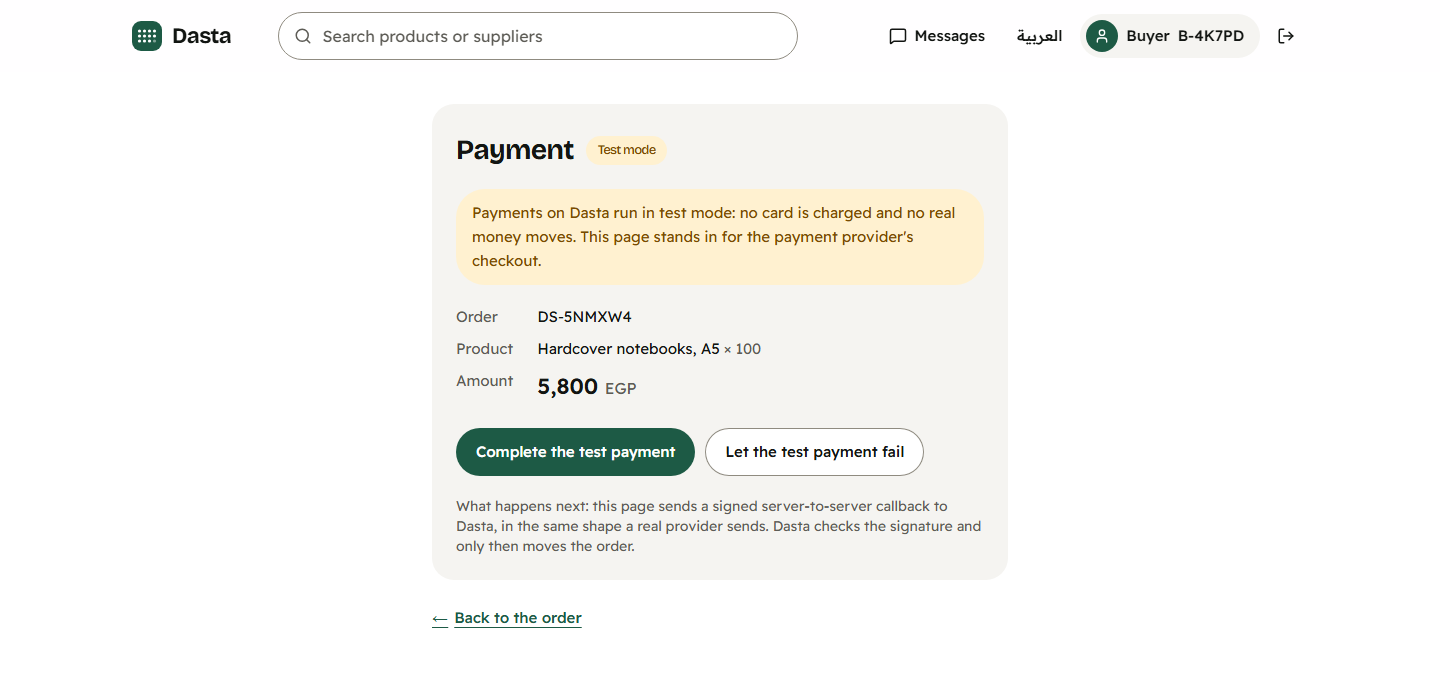 Dasta
Search products or suppliers
Messages
العربية
Buyer B-4K7PD
Payment
Test mode
Payments on Dasta run in test mode: no card is charged and no real
money moves. This page stands in for the payment provider's
checkout.
Order DS-5NMXW4
Product Hardcover notebooks, A5 × 100
Amount 5,800 EGP
Complete the test payment
Let the test payment fail
What happens next: this page sends a signed server-to-server callback to
Dasta, in the same shape a real provider sends. Dasta checks the signature and
only then moves the order.
← Back to the order